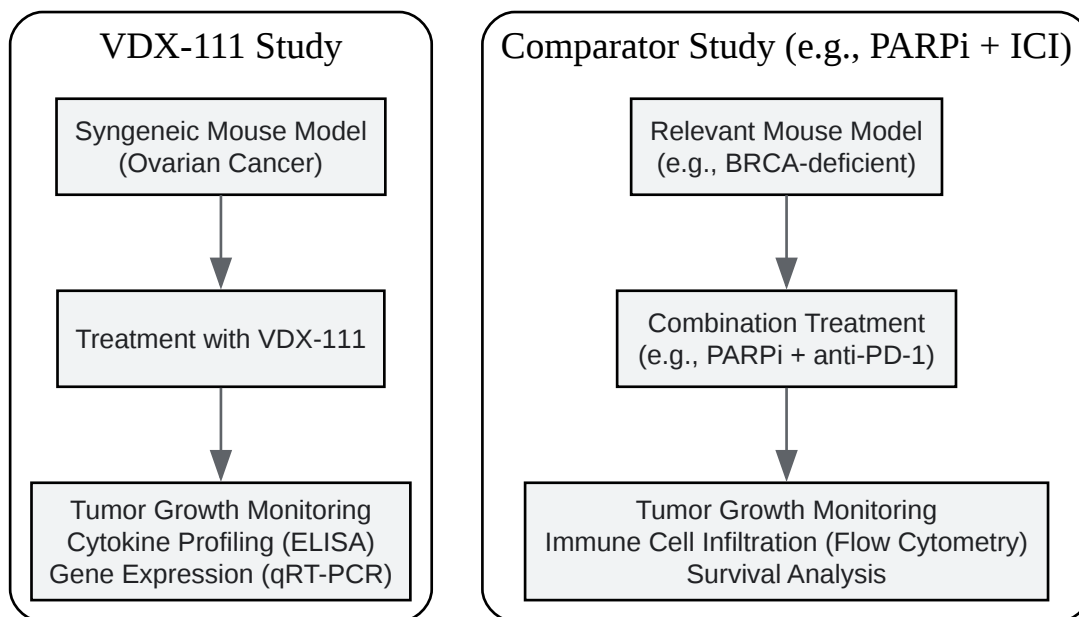 VDX-111 Study
Syngeneic Mouse Model
(Ovarian Cancer)
Treatment with VDX-111
Tumor Growth Monitoring
Cytokine Profiling (ELISA)
Gene Expression (qRT-PCR)
Comparator Study (e.g., PARPi + ICI)
Relevant Mouse Model
(e.g., BRCA-deficient)
Combination Treatment
(e.g., PARPi + anti-PD-1)
Tumor Growth Monitoring
Immune Cell Infiltration (Flow Cytometry)
Survival Analysis